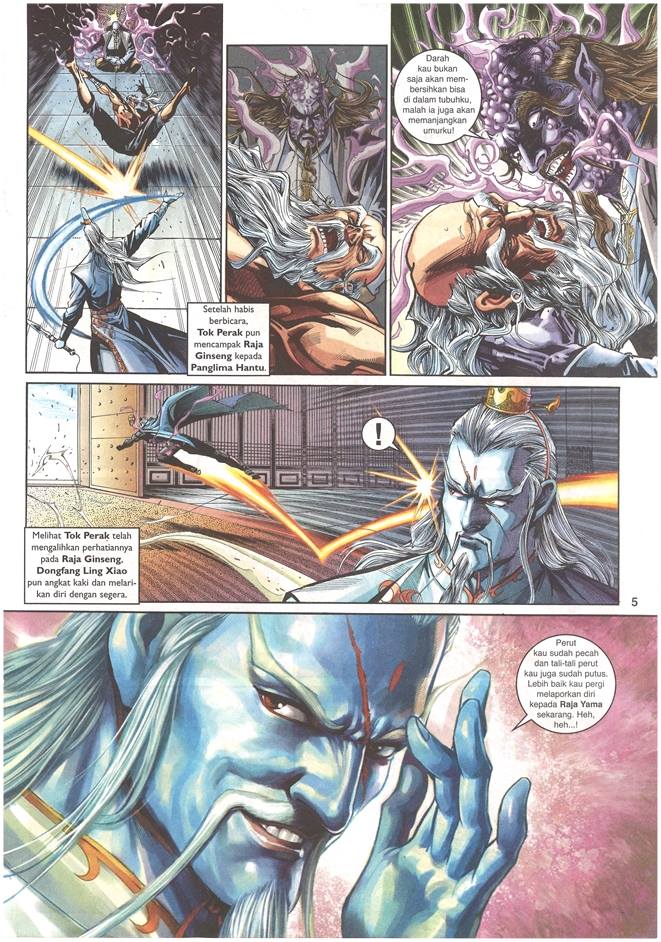 Darah
kau bukan
saja akan mem-
bersihkan bisa
di dalam tubuhku,
malah ia juga akan
memanjangkan
umurku!
Setelah habis
berbicara,
Tok Perak pun
mencampak Raja
Ginseng kepada
Panglima Hantu.
!
Melihat Tok Perak telah
mengalihkan perhatiannya
pada Raja Ginseng,
Dongfang Ling Xiao
pun angkat kaki dan melari-
kan diri dengan segera.
5
Perut
kau sudah pecah
dan tali-tali perut
kau juga sudah putus.
Lebih baik kau pergi
melaporkan diri
kepada Raja Yama
sekarang. Heh,
heh...!